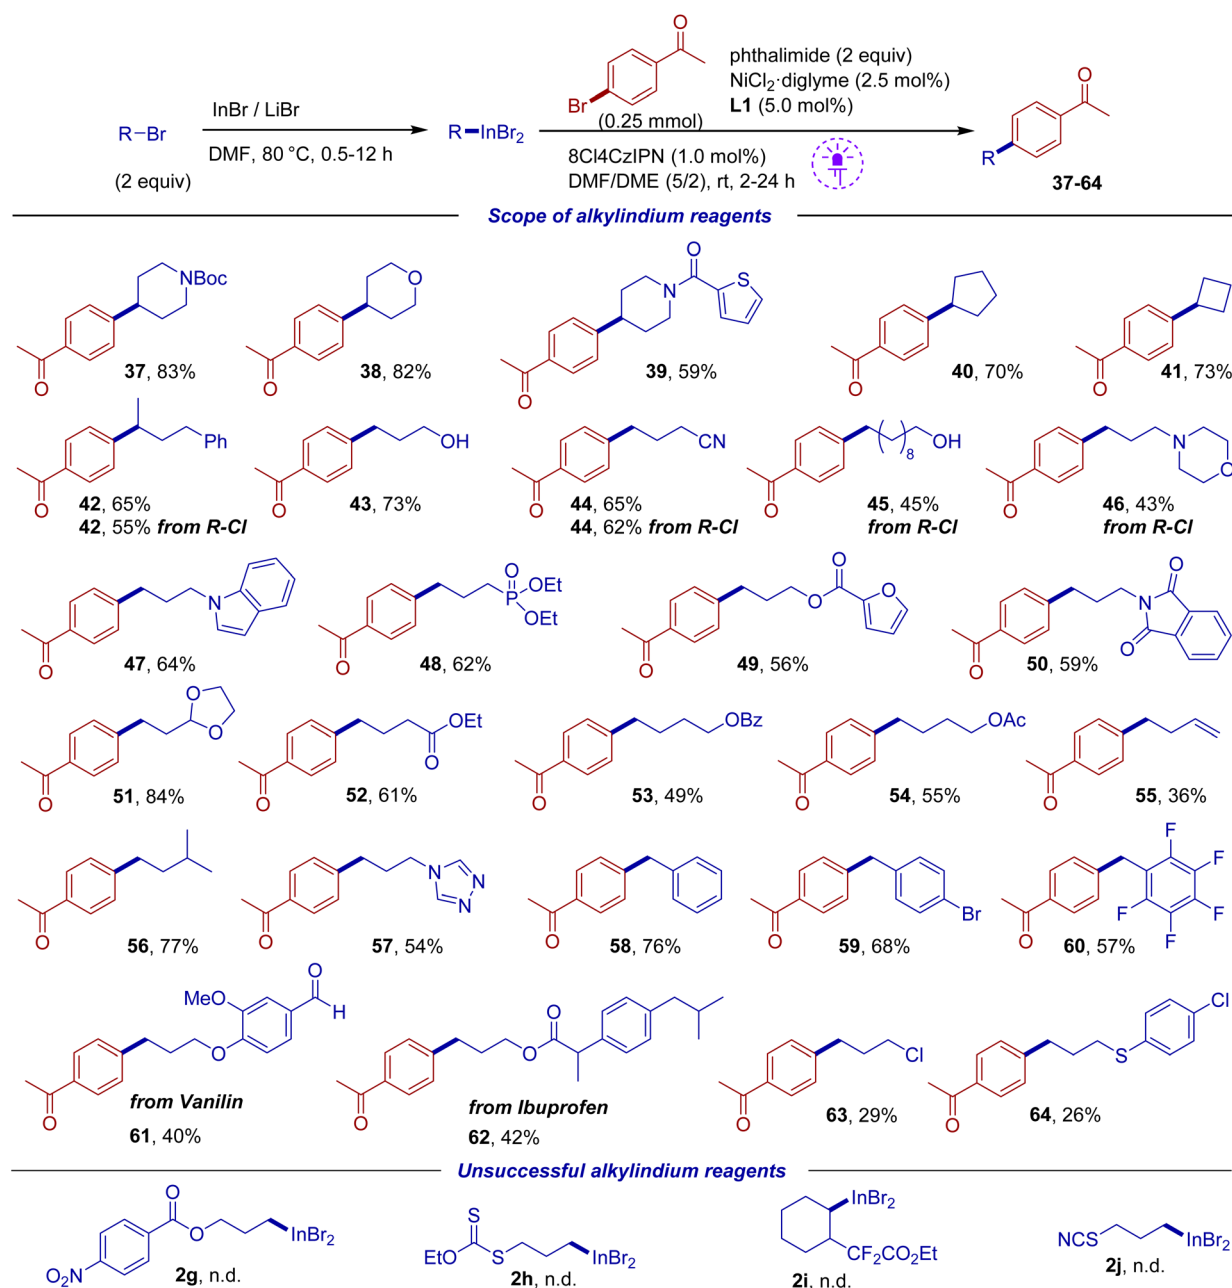 O
phthalimide (2 equiv)
NiCl₂·diglyme (2.5 mol%)
L1 (5.0 mol%)
Br
(0.25 mmol)
R–Br
(2 equiv)
InBr / LiBr
DMF, 80 °C, 0.5-12 h
R–InBr₂
8Cl4CzIPN (1.0 mol%)
DMF/DME (5/2), rt, 2-24 h
O
R
37-64
Scope of alkylindium reagents
NBoc
O
37, 83%
O
O
38, 82%
O
N
S
O
39, 59%
O
40, 70%
O
41, 73%
Ph
O
42, 65%
42, 55% from R-Cl
OH
O
43, 73%
CN
O
44, 65%
44, 62% from R-Cl
OH
8
O
45, 45%
from R-Cl
N
O
O
46, 43%
from R-Cl
N
O
47, 64%
O
OEt
P
OEt
O
48, 62%
O
O
O
O
49, 56%
O
N
O
O
50, 59%
O
O
O
51, 84%
OEt
O
O
52, 61%
OBz
O
53, 49%
OAc
O
54, 55%
O
55, 36%
O
56, 77%
N
N
N
O
57, 54%
O
58, 76%
Br
O
59, 68%
F
F
F
F
F
O
60, 57%
O
MeO
H
O
O
from Vanilin
61, 40%
O
O
O
from Ibuprofen
62, 42%
Cl
O
63, 29%
Cl
S
O
64, 26%
Unsuccessful alkylindium reagents
O
O
InBr₂
O₂N
2g, n.d.
S
EtO
S
InBr₂
2h, n.d.
InBr₂
CF₂CO₂Et
2i, n.d.
NCS
InBr₂
2j, n.d.